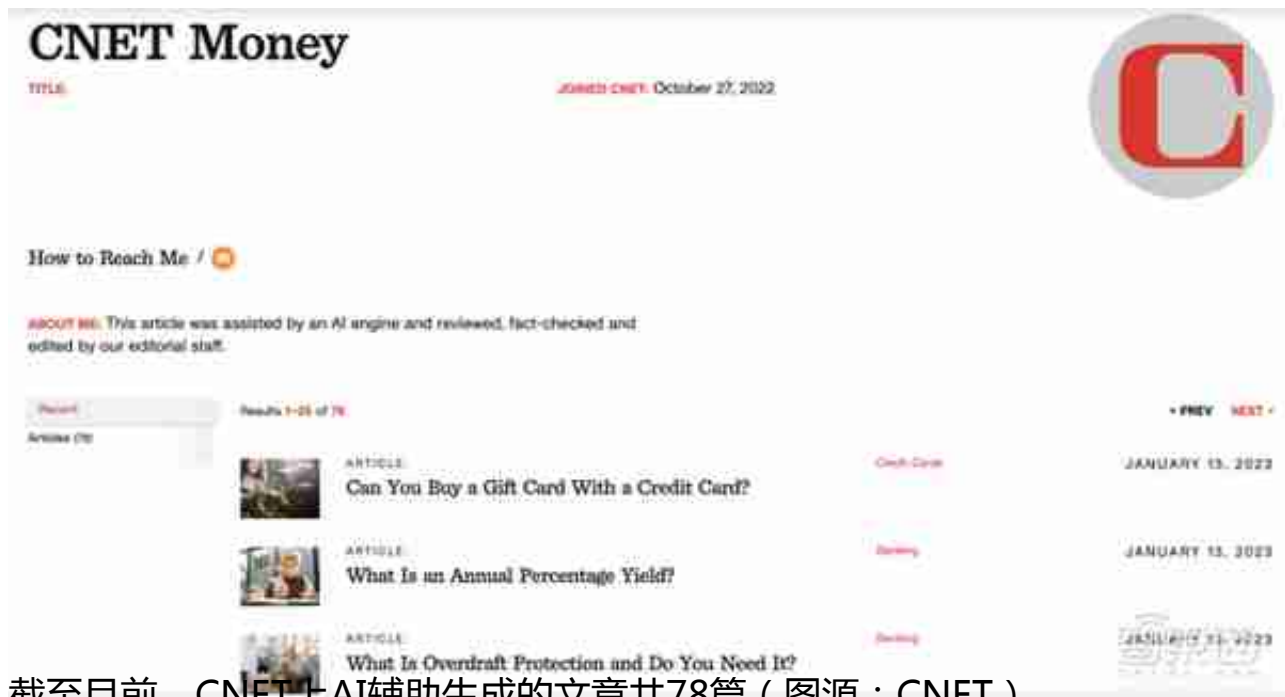 CNET Money
TITLE:
JOINED CNET: October 27, 2022
C
How to Reach Me /
ABOUT ME: This article was assisted by an AI engine and reviewed, fact-checked and
edited by our editorial staff.
Recent
Results 1-25 of 78
PREV NEXT
Articles (78)
ARTICLE
Credit Cards
JANUARY 13, 2023
Can You Buy a Gift Card With a Credit Card?
ARTICLE
Banking
JANUARY 13, 2023
What Is an Annual Percentage Yield?
ARTICLE
Banking
JANUARY 13, 2023
What Is Overdraft Protection and Do You Need It?
截至目前，CNET上AI辅助生成的文章共78篇（图源：CNET）